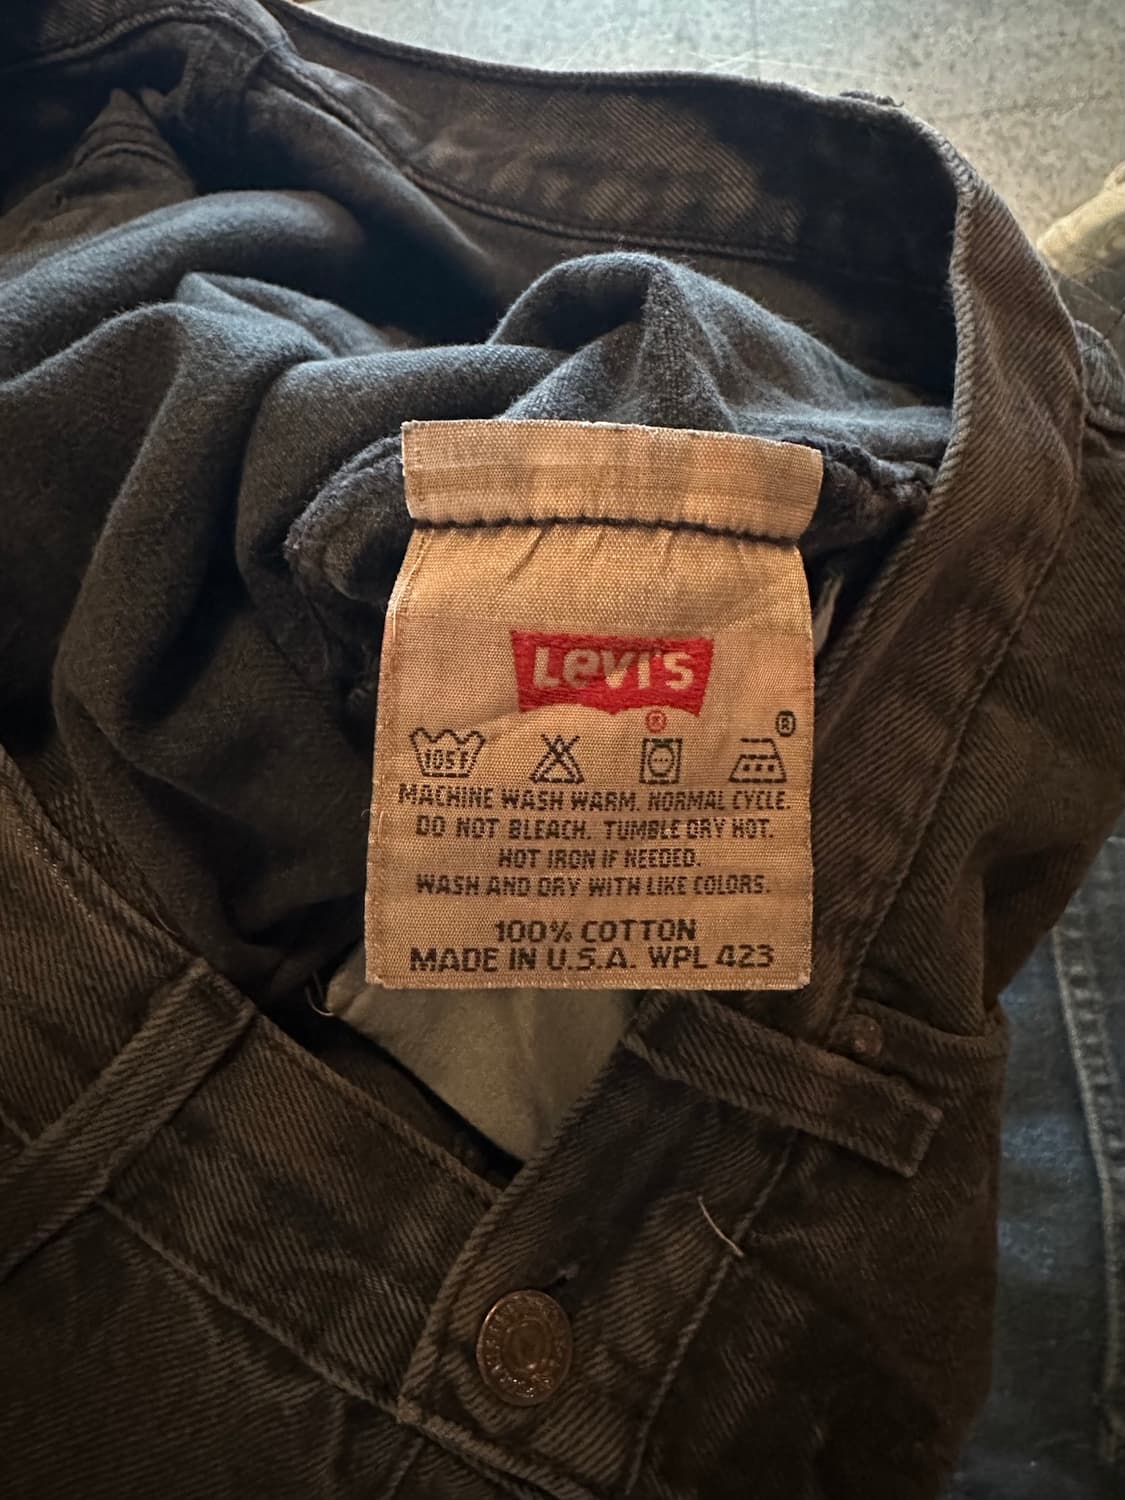 Levi's
®
®
105F
MACHINE WASH WARM. NORMAL CYCLE.
DO NOT BLEACH. TUMBLE DRY HOT.
HOT IRON IF NEEDED.
WASH AND DRY WITH LIKE COLORS.
100% COTTON
MADE IN U.S.A. WPL 423